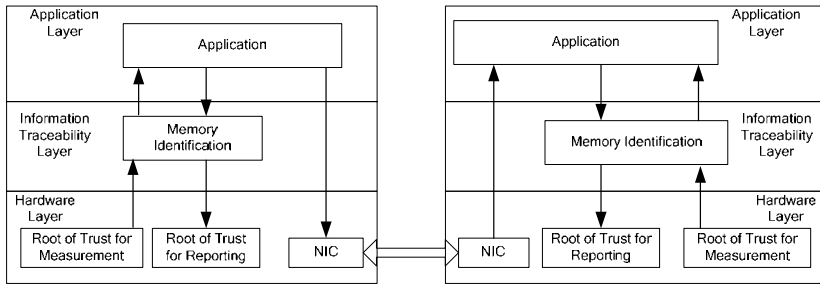 Application
Layer
Application
Information
Traceability
Layer
Memory
Identification
Hardware
Layer
Root of Trust for
Measurement
Root of Trust
for Reporting
NIC
Application
Layer
Application
Information
Traceability
Layer
Memory Identification
Hardware
Layer
NIC
Root of Trust for
Reporting
Root of Trust for
Measurement